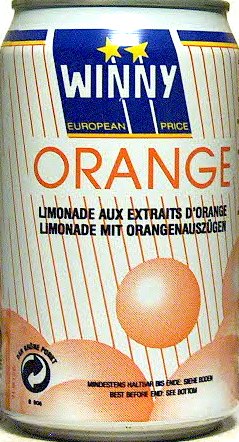 WINNY
EUROPEAN PRICE
ORANGE
LIMONADE AUX EXTRAITS D'ORANGE
LIMONADE MIT ORANGENAUSZÜGEN
MINDESTENS HALTBAR BIS ENDE: SIEHE BODEN
BEST BEFORE END: SEE BOTTOM